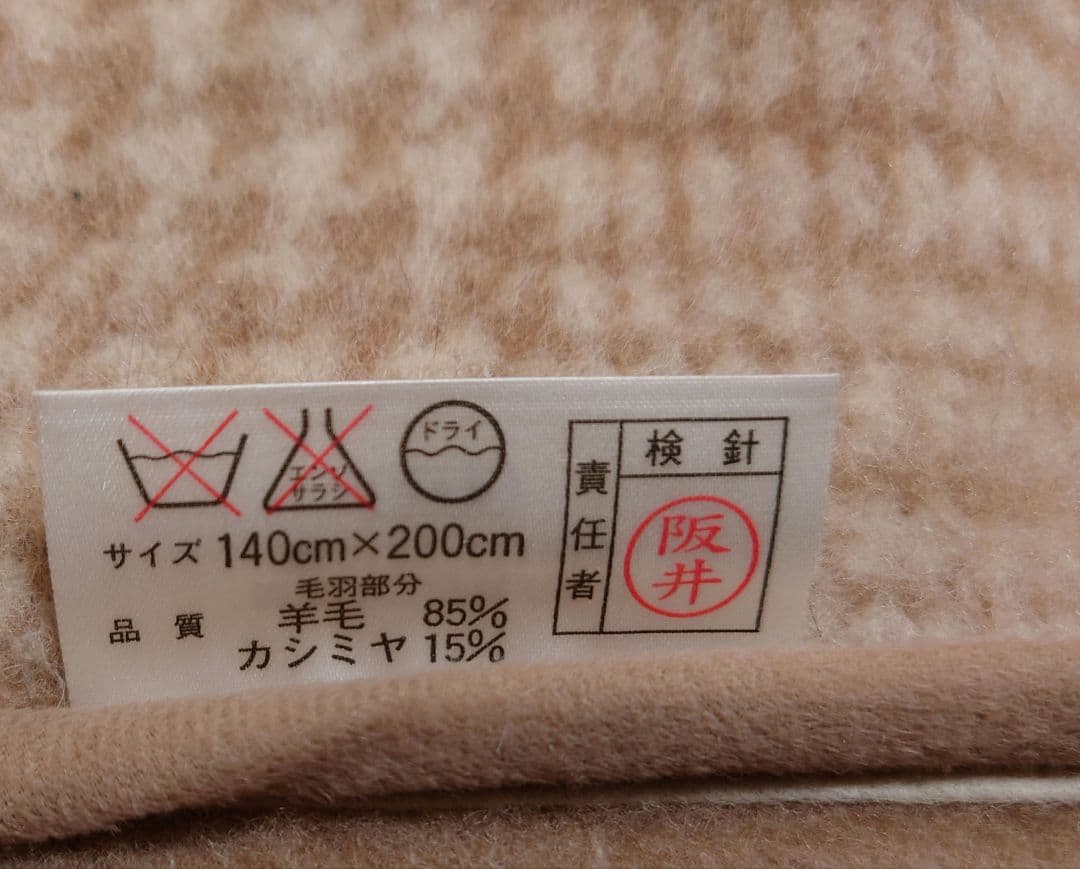 エンソ
サラシ
ドライ
サイズ 140cm×200cm
毛羽部分
品質 羊毛 85%
カシミヤ 15%
検針
責任者
阪井